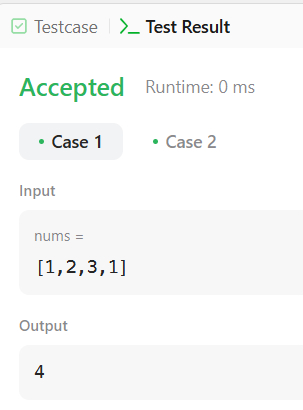 Testcase Test Result
Accepted Runtime: 0 ms
Case 1 Case 2
Input
nums =
[1,2,3,1]
Output
4